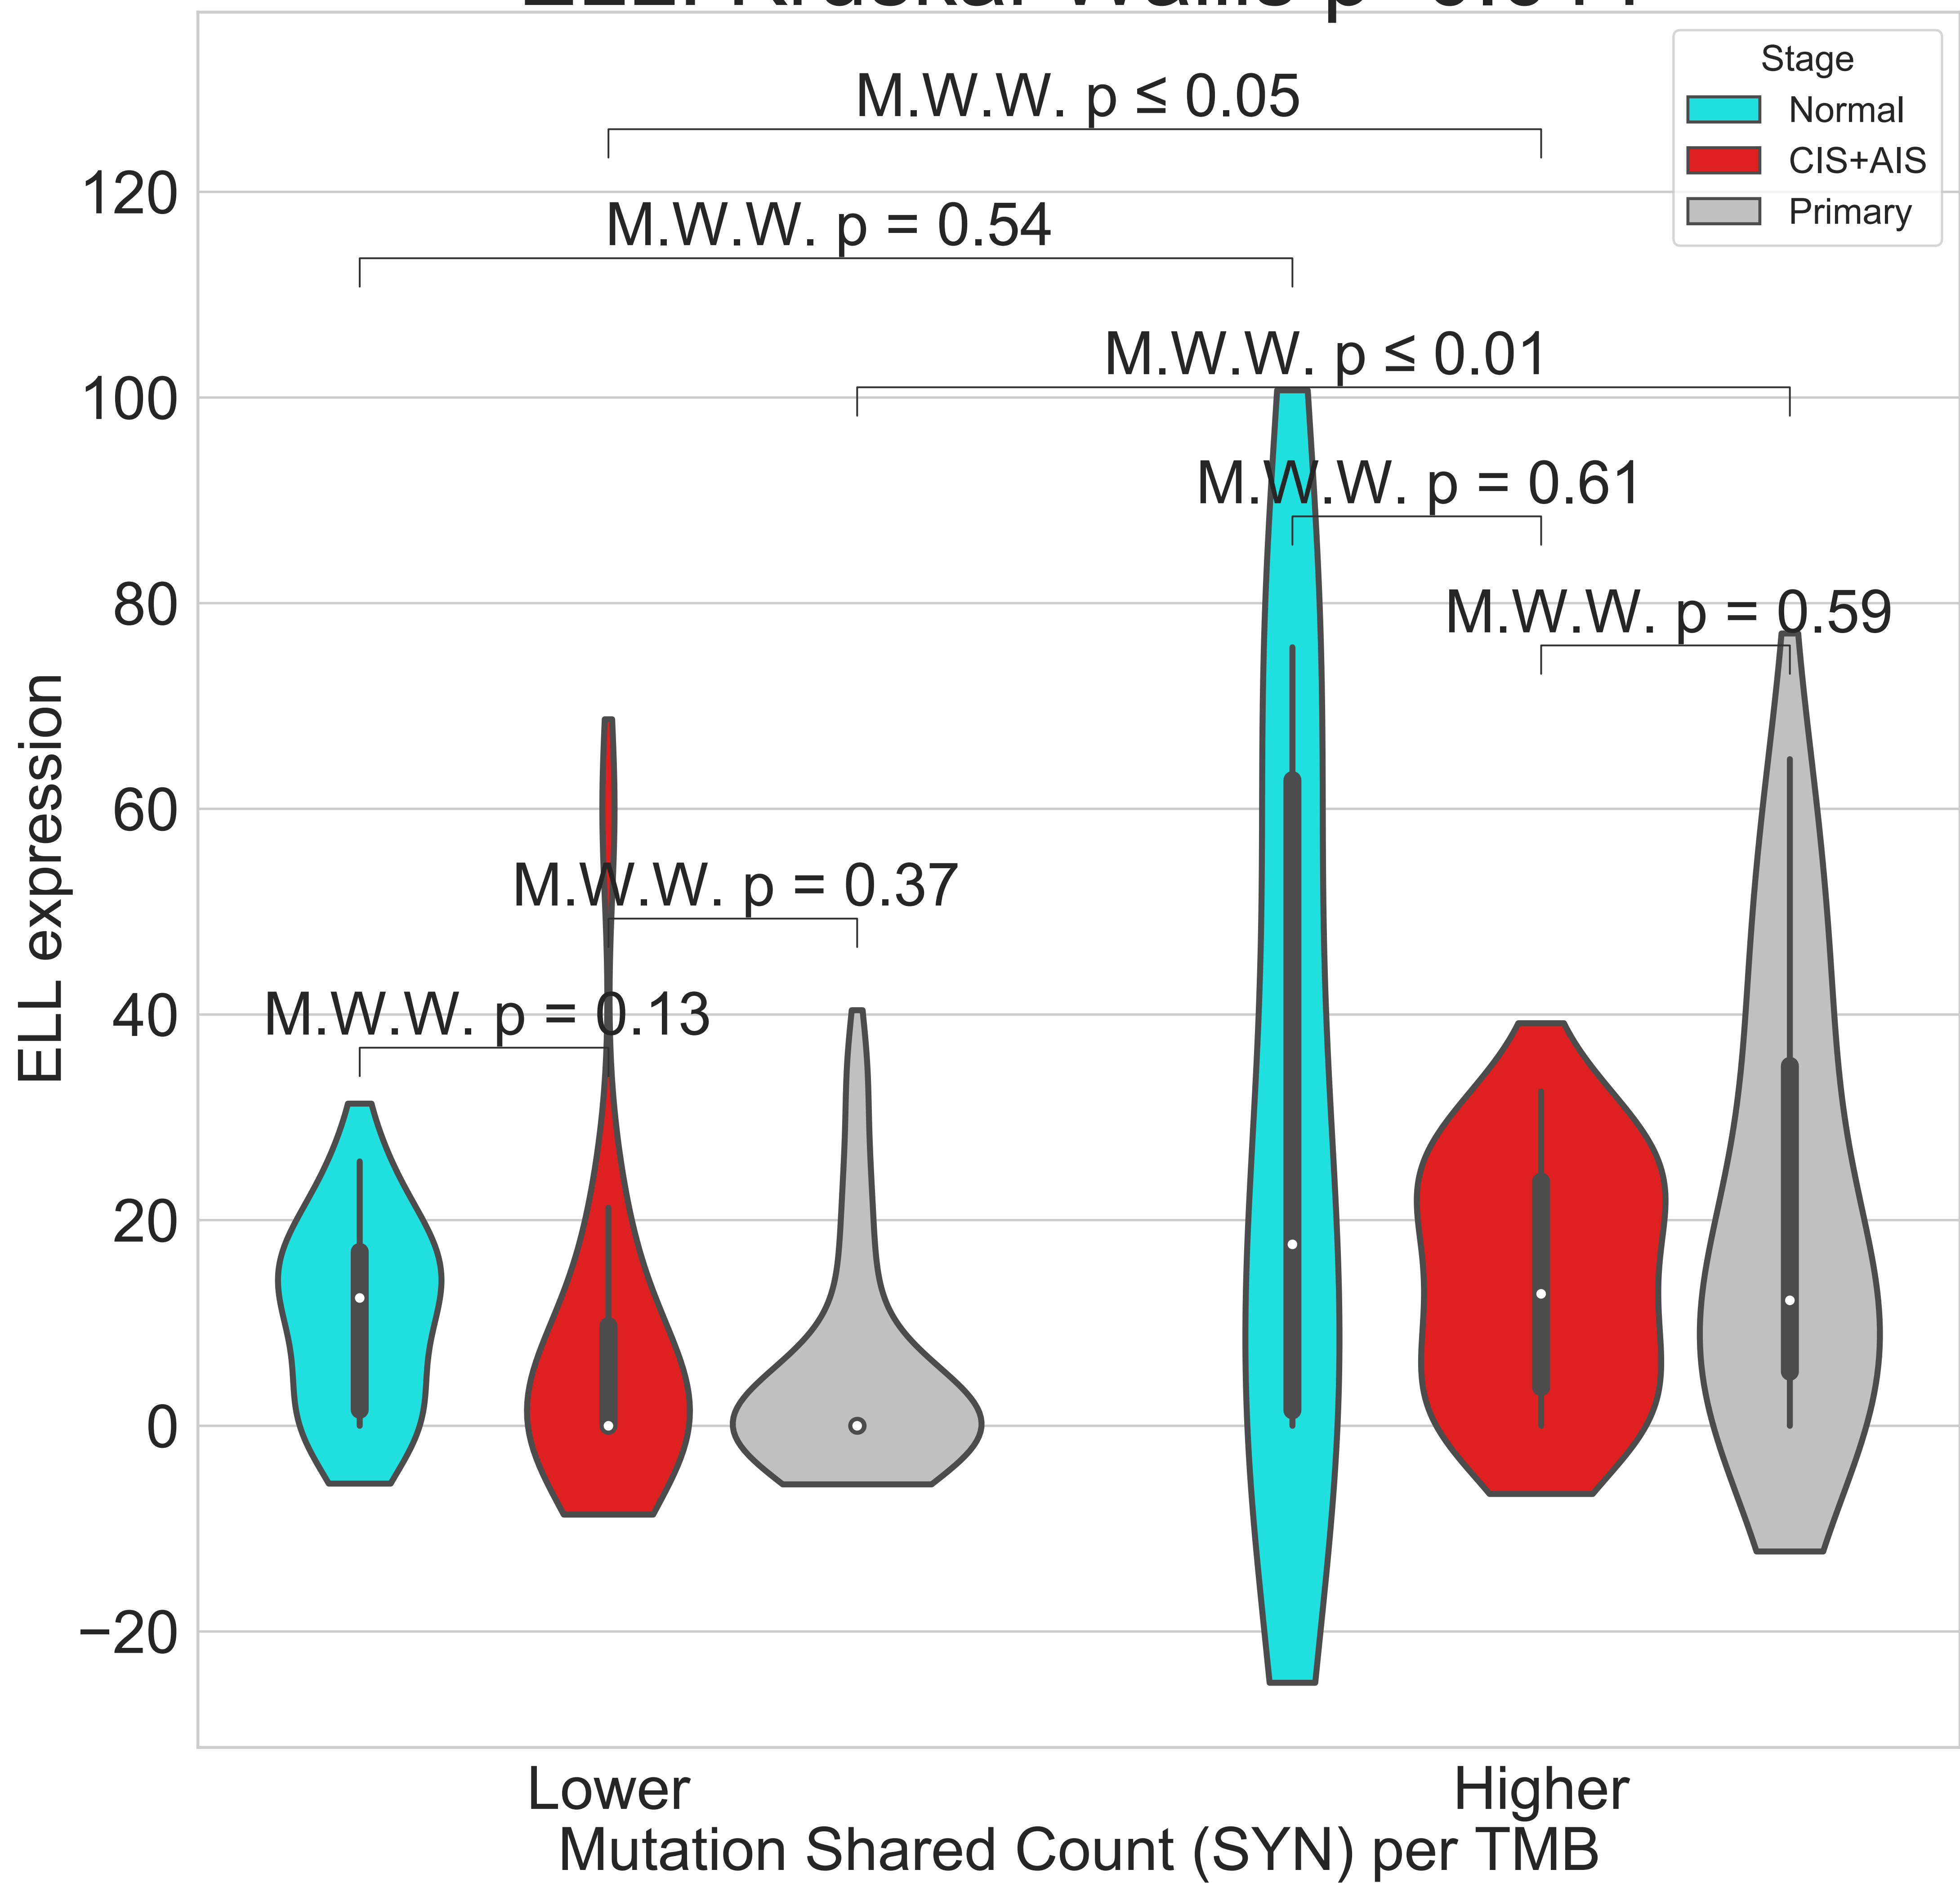 Stage
Normal
CIS+AIS
Primary
M.W.W. p ≤ 0.05
M.W.W. p = 0.54
M.W.W. p ≤ 0.01
M.W.W. p = 0.61
M.W.W. p = 0.59
M.W.W. p = 0.37
M.W.W. p = 0.13
120
100
80
60
40
20
0
−20
ELL expression
Lower
Higher
Mutation Shared Count (SYN) per TMB